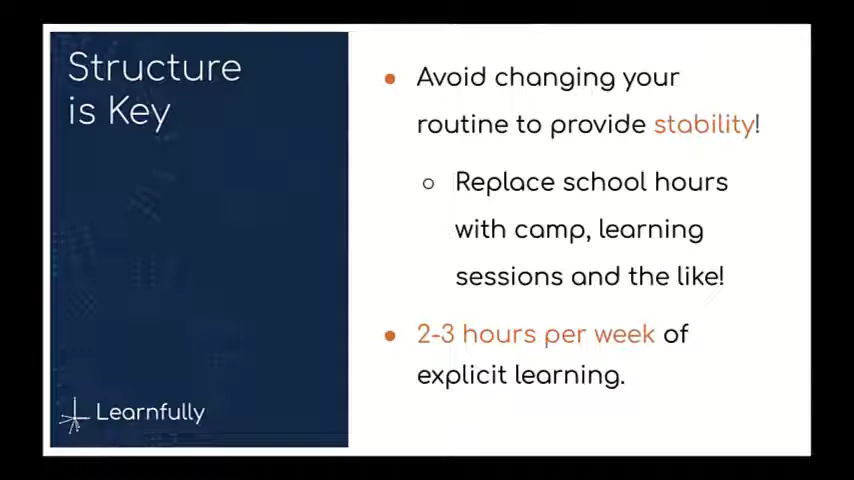 Structure
is Key
Avoid changing your
routine to provide stability!
Replace school hours
with camp, learning
sessions and the like!
2-3 hours per week of
explicit learning.
Learnfully